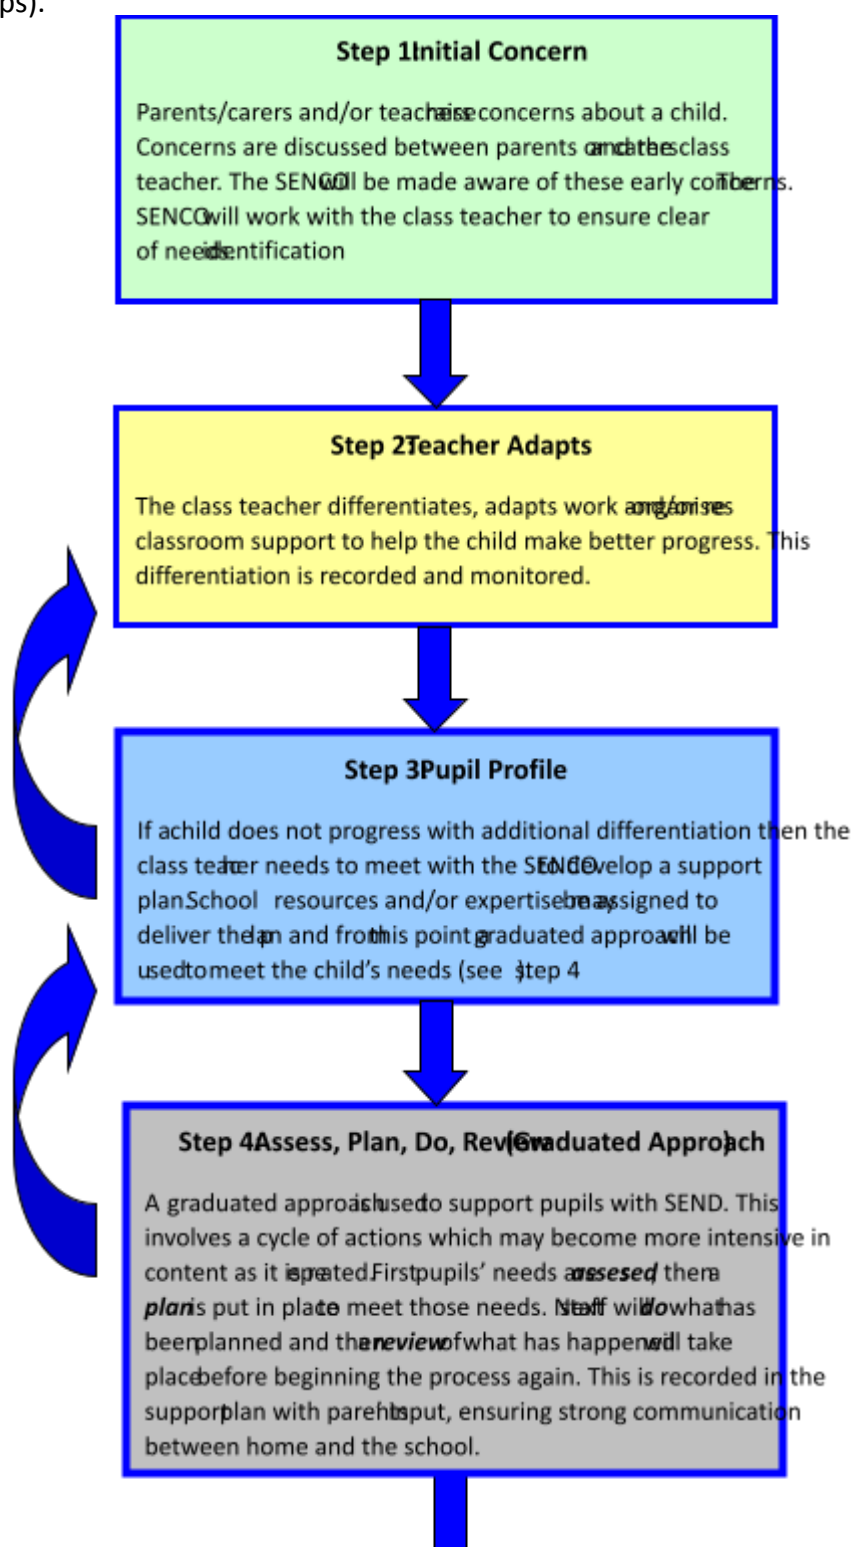 ps).
Step 1: Initial Concern
Parents/carers and/or teachers raise concerns about a child.
Concerns are discussed between parents or carers and the class
teacher. The SENCO will be made aware of these early concerns. The
SENCO will work with the class teacher to ensure clear
of needs. identification
Step 2: Teacher Adapts
The class teacher differentiates, adapts work and/or organises
classroom support to help the child make better progress. This
differentiation is recorded and monitored.
Step 3: Pupil Profile
If a child does not progress with additional differentiation then the
class teacher needs to meet with the SENCO to develop a support
plan. School resources and/or expertise may be assigned to
deliver the plan and from this point a graduated approach will be
used to meet the child’s needs (see step 4
Step 4: Assess, Plan, Do, Review (Graduated Approach)
A graduated approach is used to support pupils with SEND. This
involves a cycle of actions which may become more intensive in
content as it is repeated. First pupils’ needs are assesed, then a
plan is put in place to meet those needs. Next staff will do what has
been planned and then a review of what has happened will take
place before beginning the process again. This is recorded in the
support plan with parents' input, ensuring strong communication
between home and the school.